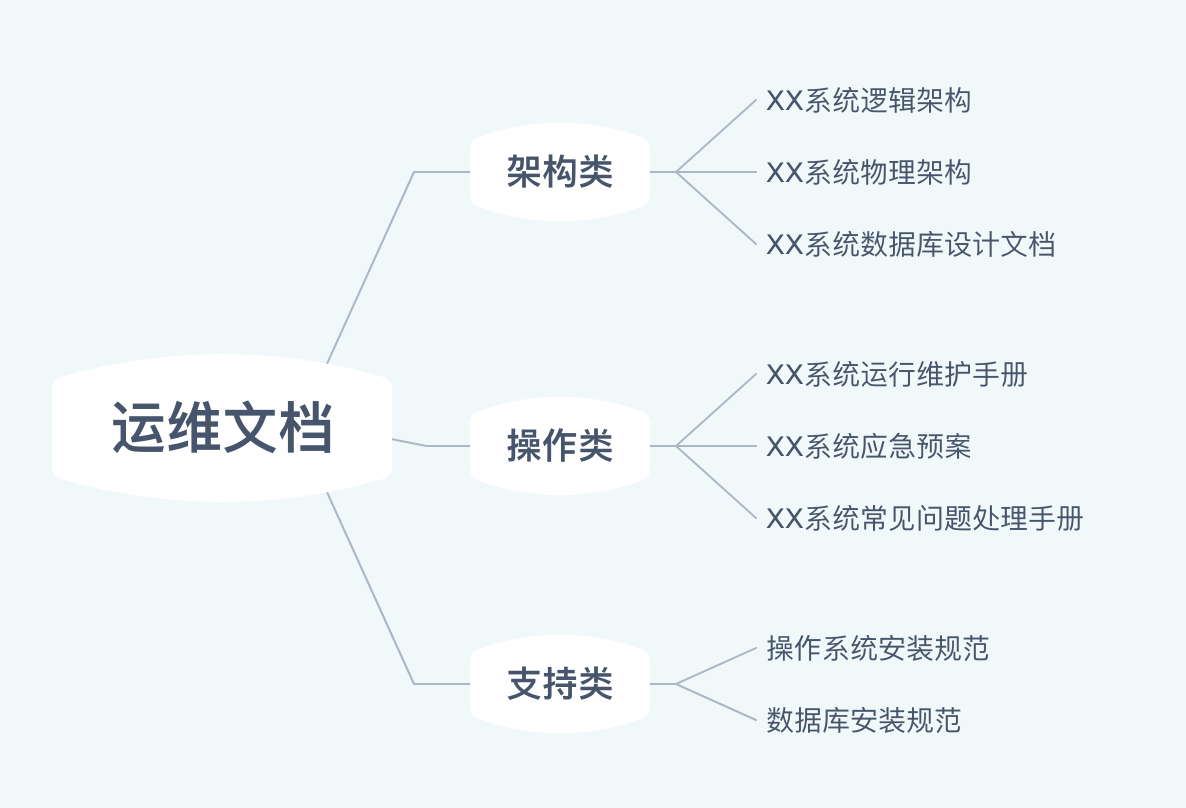 运维文档
架构类
XX系统逻辑架构
XX系统物理架构
XX系统数据库设计文档
操作类
XX系统运行维护手册
XX系统应急预案
XX系统常见问题处理手册
支持类
操作系统安装规范
数据库安装规范